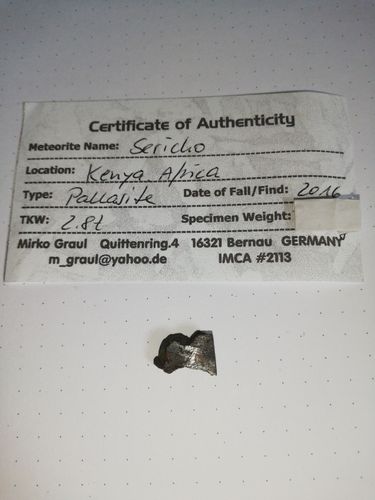 Certificate of Authenticity
Meteorite Name: Sericho
Location: Kenya Africa
Type: Pallasite Date of Fall/Find: 2016
TKW: 2.8t Specimen Weight:
Mirko Graul Quittenring.4 16321 Bernau GERMANY
m_graul@yahoo.de IMCA #2113